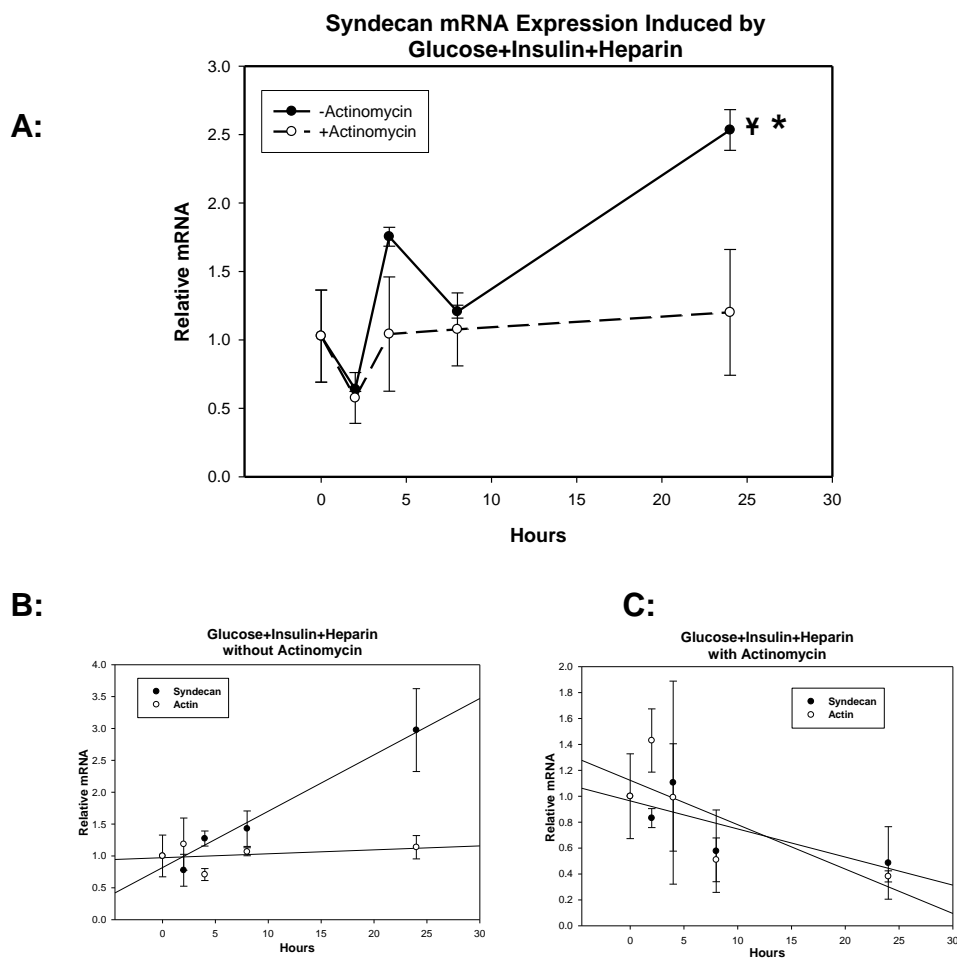 Syndecan mRNA Expression Induced by
Glucose+Insulin+Heparin
A:
3.0
2.5
2.0
1.5
1.0
0.5
0.0
Relative mRNA
-Actinomycin
+Actinomycin
¥ *
0 5 10 15 20 25 30
Hours
B:
Glucose+Insulin+Heparin
without Actinomycin
4.0
3.5
3.0
2.5
2.0
1.5
1.0
0.5
0.0
Relative mRNA
Syndecan
Actin
0 5 10 15 20 25 30
Hours
C:
Glucose+Insulin+Heparin
with Actinomycin
2.0
1.8
1.6
1.4
1.2
1.0
0.8
0.6
0.4
0.2
0.0
Relative mRNA
Syndecan
Actin
0 5 10 15 20 25 30
Hours